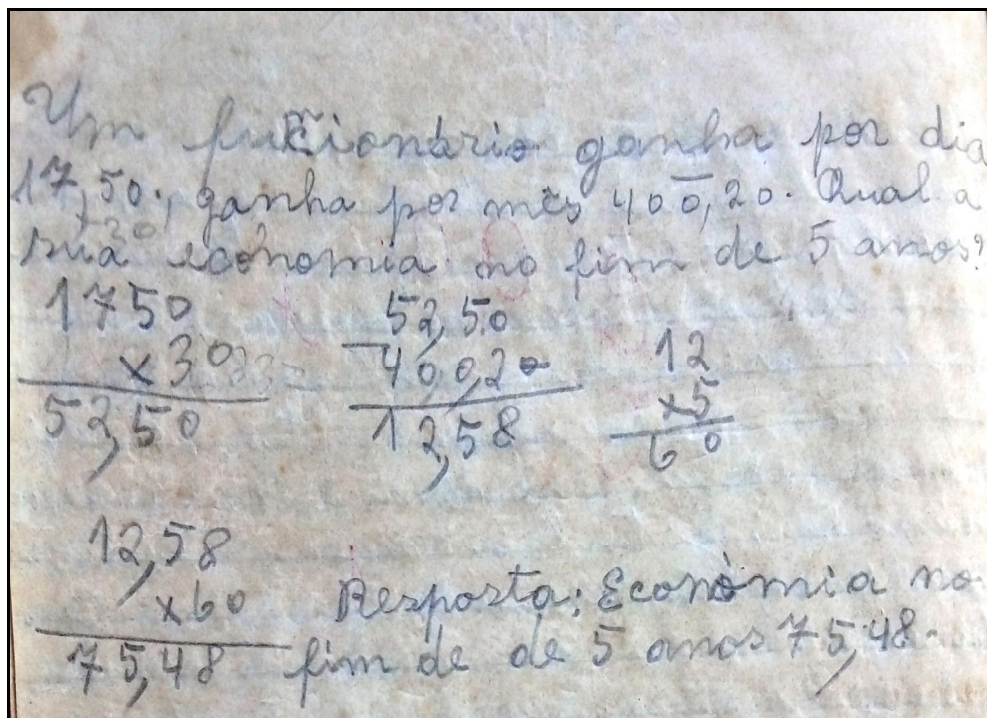 Um funcionário ganha por dia
17,50., ganha por mês 400,20. Qual a
sua economia no fim de 5 anos?
1750
x30
52,50
52,50
-400,20
12,58
12
x5
60
12,58
x60
75,48
Resposta: Económia no
fim de de 5 anos 75,48.